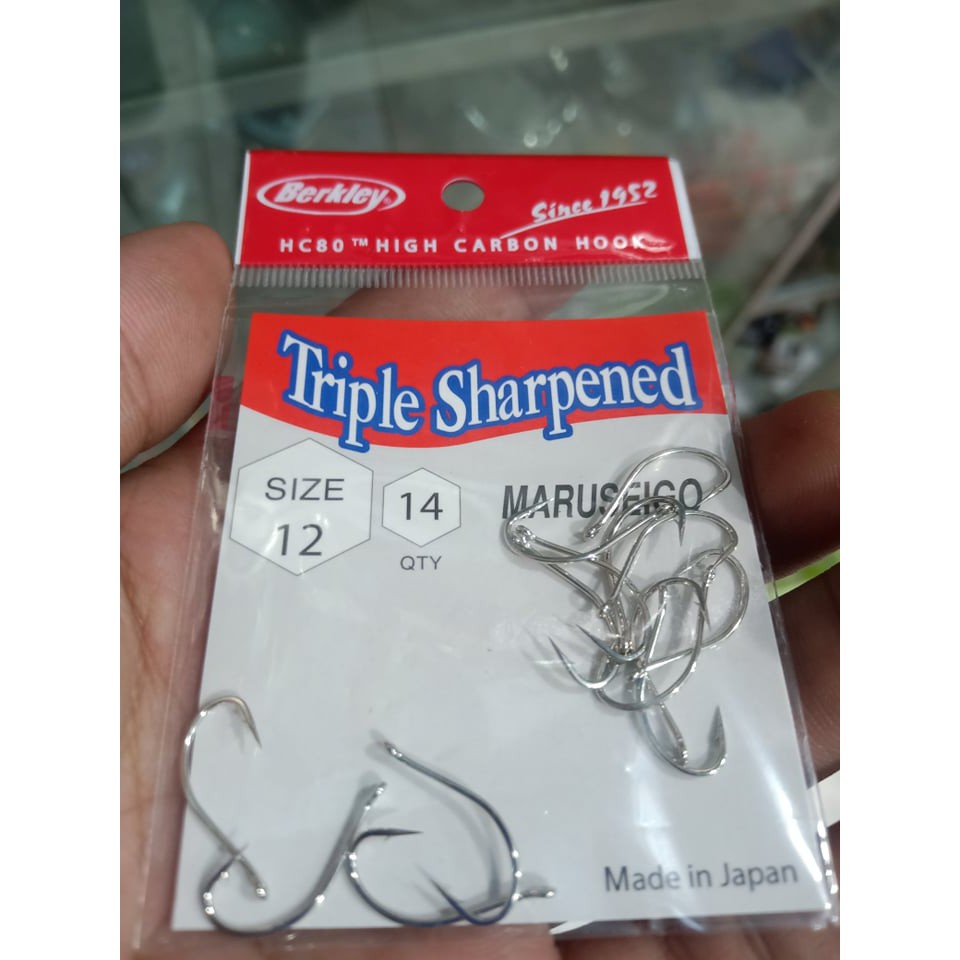 Berkley®
Since 1952
HC80™ HIGH CARBON HOOK
Triple Sharpened
SIZE
12
14
QTY
MARUSEIGO
Made in Japan